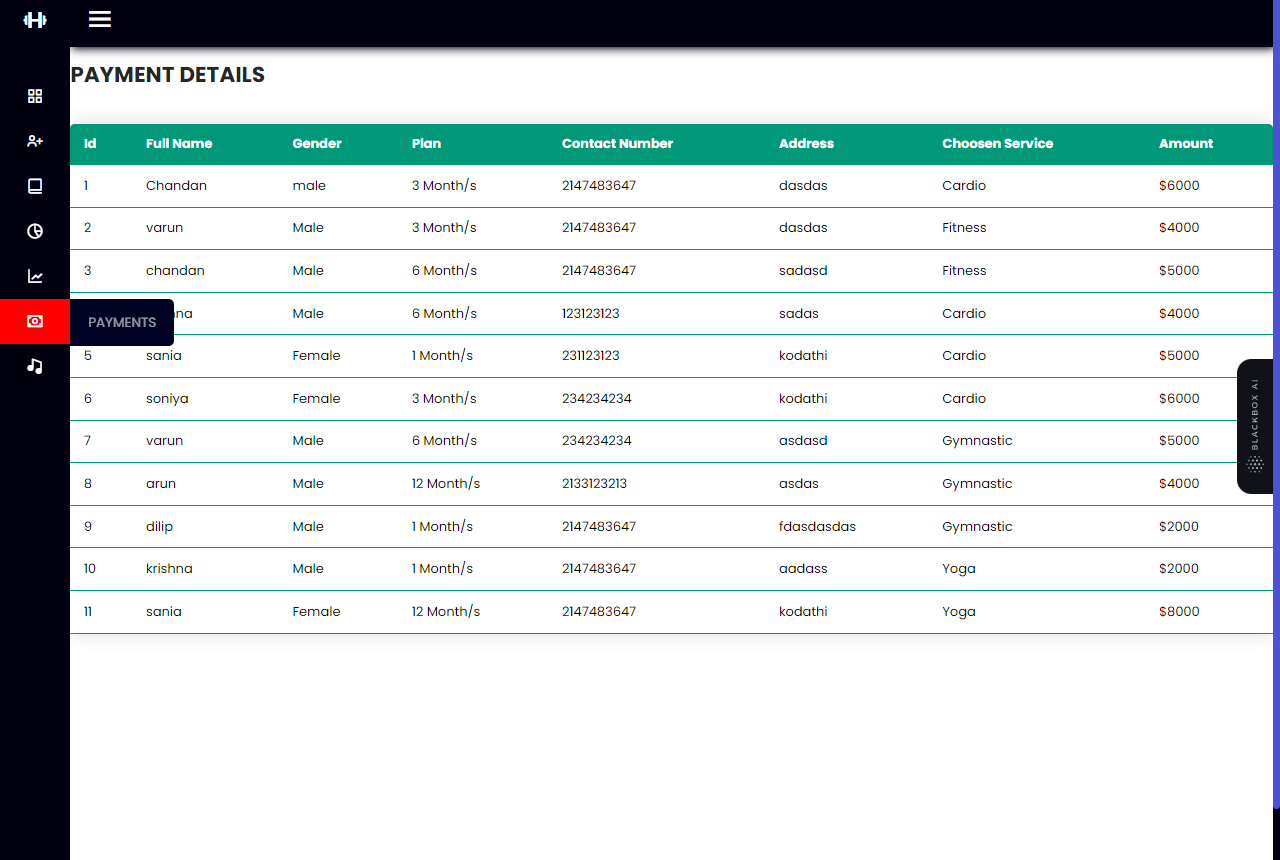 PAYMENT DETAILS
Id Full Name Gender Plan Contact Number Address Choosen Service Amount
1 Chandan male 3 Month/s 2147483647 dasdas Cardio $6000
2 varun Male 3 Month/s 2147483647 dasdas Fitness $4000
3 chandan Male 6 Month/s 2147483647 sadasd Fitness $5000
PAYMENTS
na Male 6 Month/s 123123123 sadas Cardio $4000
5 sania Female 1 Month/s 231123123 kodathi Cardio $5000
BLACKBOX AI
6 soniya Female 3 Month/s 234234234 kodathi Cardio $6000
7 varun Male 6 Month/s 234234234 asdasd Gymnastic $5000
8 arun Male 12 Month/s 2133123213 asdas Gymnastic $4000
9 dilip Male 1 Month/s 2147483647 fdasdasdas Gymnastic $2000
10 krishna Male 1 Month/s 2147483647 aadass Yoga $2000
11 sania Female 12 Month/s 2147483647 kodathi Yoga $8000